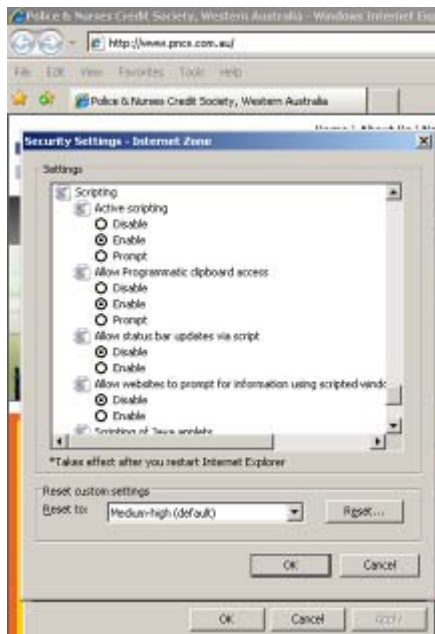 Police & Nurses Credit Society, Western Australia - Windows Internet Exp
http://www.pncs.com.au/
File Edit View Favorites Tools Help
Police & Nurses Credit Society, Western Australia
Home | About Us |
Security Settings - Internet Zone
Settings
Scripting
Active scripting
Disable
Enable
Prompt
Allow Programmatic clipboard access
Disable
Enable
Prompt
Allow status bar updates via script
Disable
Enable
Allow websites to prompt for information using scripted windo
Disable
Enable
Scripting of Java applets
*Takes effect after you restart Internet Explorer
Reset custom settings
Reset to: Medium-high (default) Reset...
OK Cancel
OK Cancel Apply